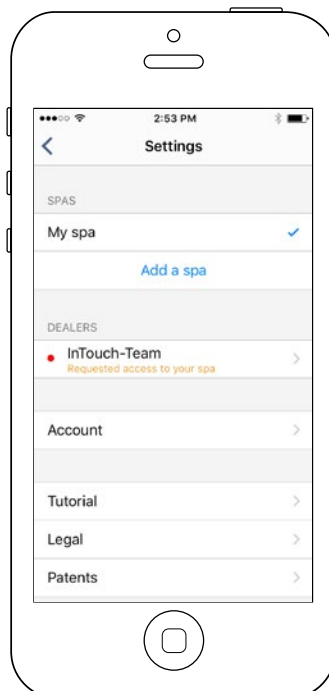 2:53 PM
Settings
SPAS
My spa
Add a spa
DEALERS
InTouch-Team
Requested access to your spa
Account
Tutorial
Legal
Patents